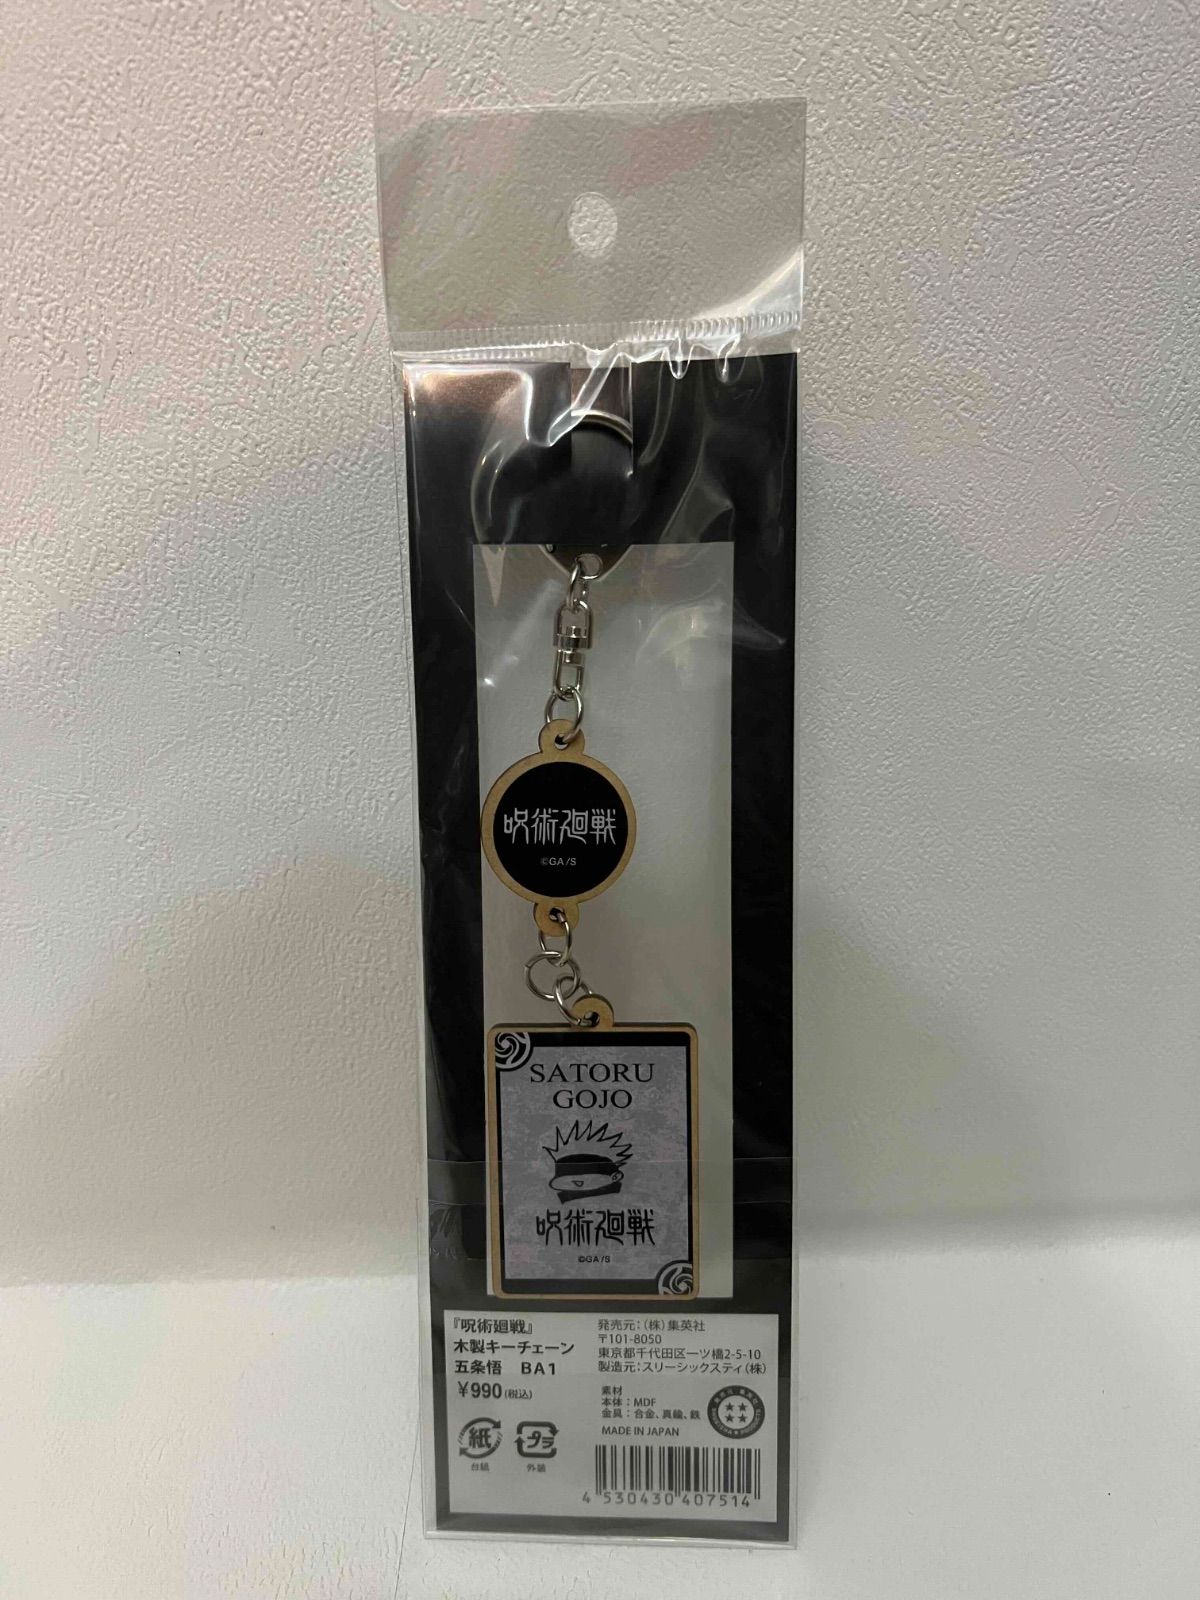 呪術廻戦
©GA/S
SATORU
GOJO
呪術廻戦
©GA/S
『呪術廻戦』
木製キーチェーン
五条悟 BA1
¥990(税込)
紙
台紙
プラ
外装
発売元:(株)集英社
〒101-8050
東京都千代田区一ツ橋2-5-10
製造元:スリーシックスティ(株)
素材
本体:MDF
金具:合金、真鍮、鉄
MADE IN JAPAN
4 530430 407514